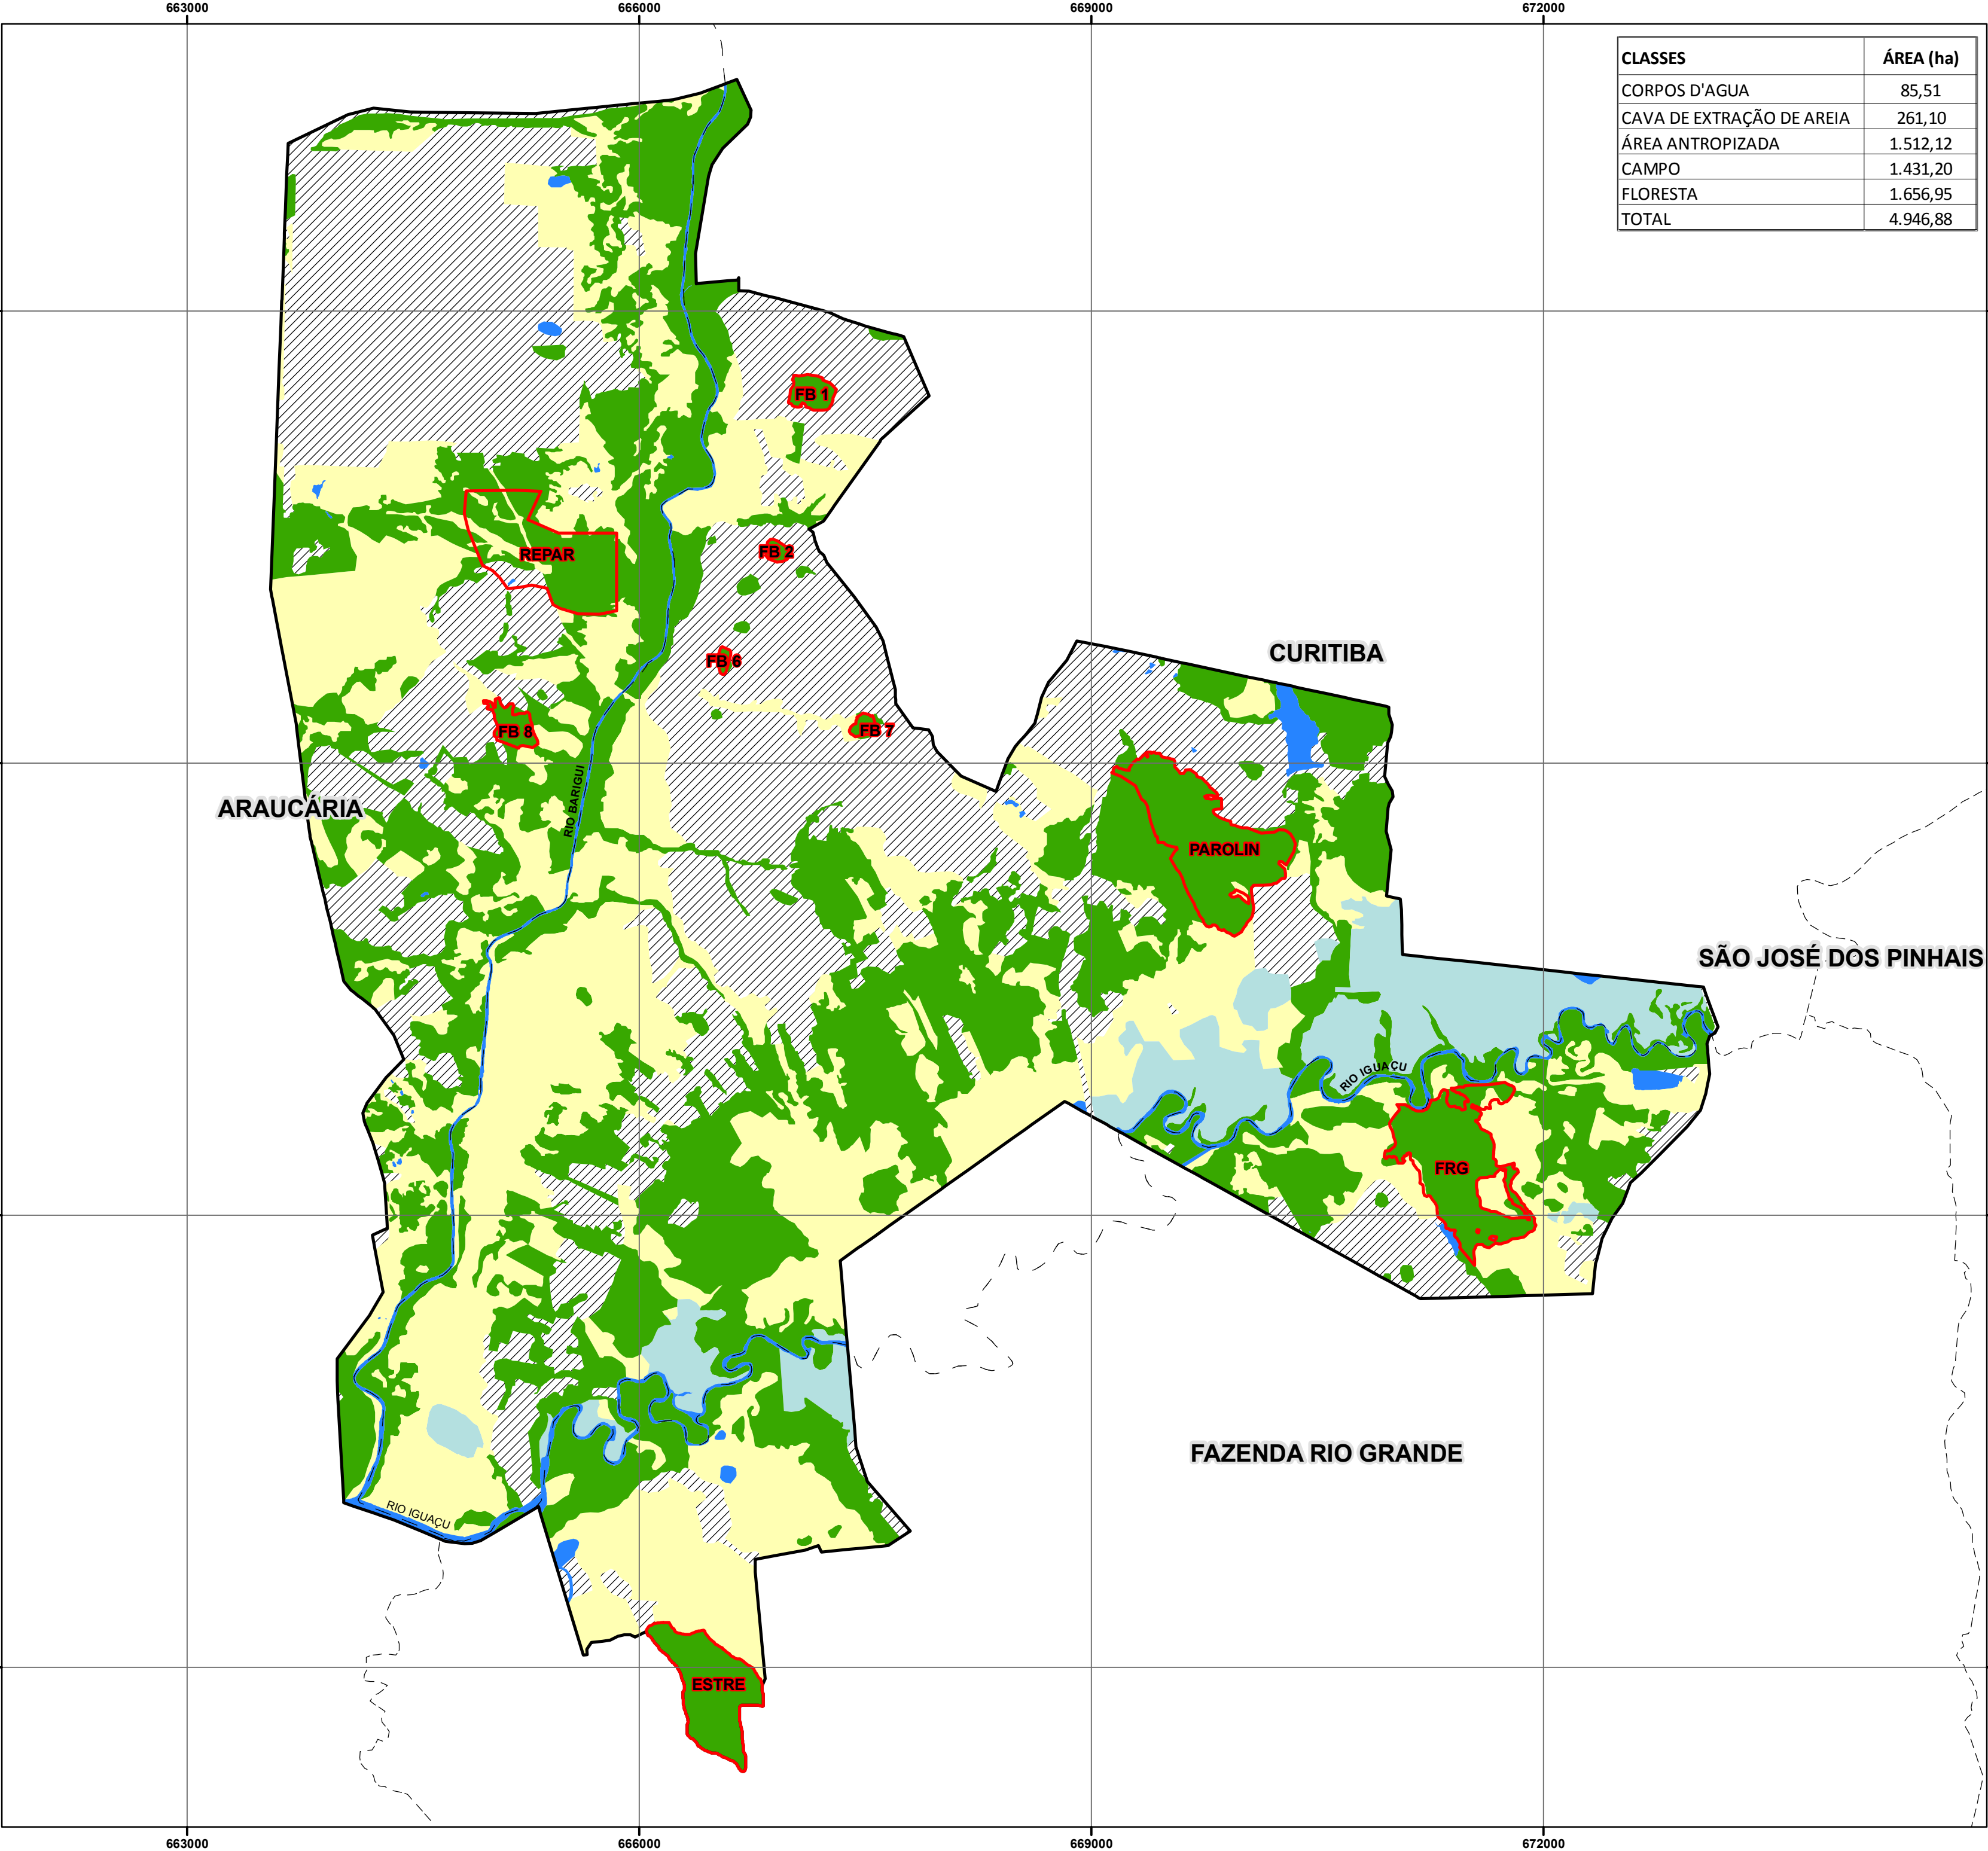 663000 666000 669000 672000
CLASSES ÁREA (ha)
CORPOS D'AGUA 85,51
CAVA DE EXTRAÇÃO DE AREIA 261,10
ÁREA ANTROPIZADA 1.512,12
CAMPO 1.431,20
FLORESTA 1.656,95
TOTAL 4.946,88
FB 1
FB 2
REPAR
CURITIBA
FB 6
FB 8
FB 7
RIO BARIGUI
ARAUCÁRIA
PAROLIN
SÃO JOSÉ DOS PINHAIS
RIO IGUAÇU
FRG
FAZENDA RIO GRANDE
RIO IGUAÇU
ESTRE
663000 666000 669000 672000